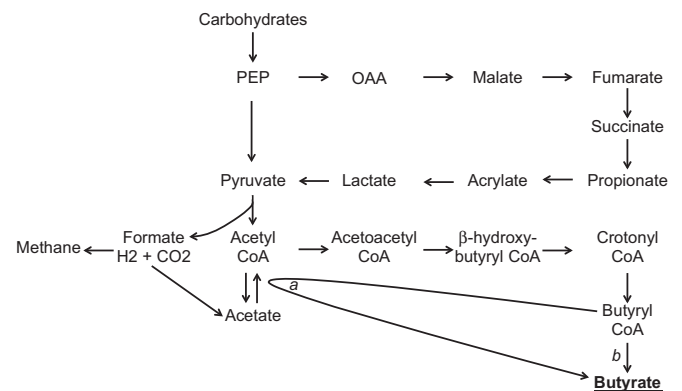 Carbohydrates
PEP OAA Malate Fumarate
Succinate
Pyruvate Lactate Acrylate Propionate
Methane Formate Acetyl Acetoacetyl β-hydroxy- Crotonyl
H2 + CO2 CoA CoA butyryl CoA CoA
a
Acetate Butyryl
CoA
b
Butyrate